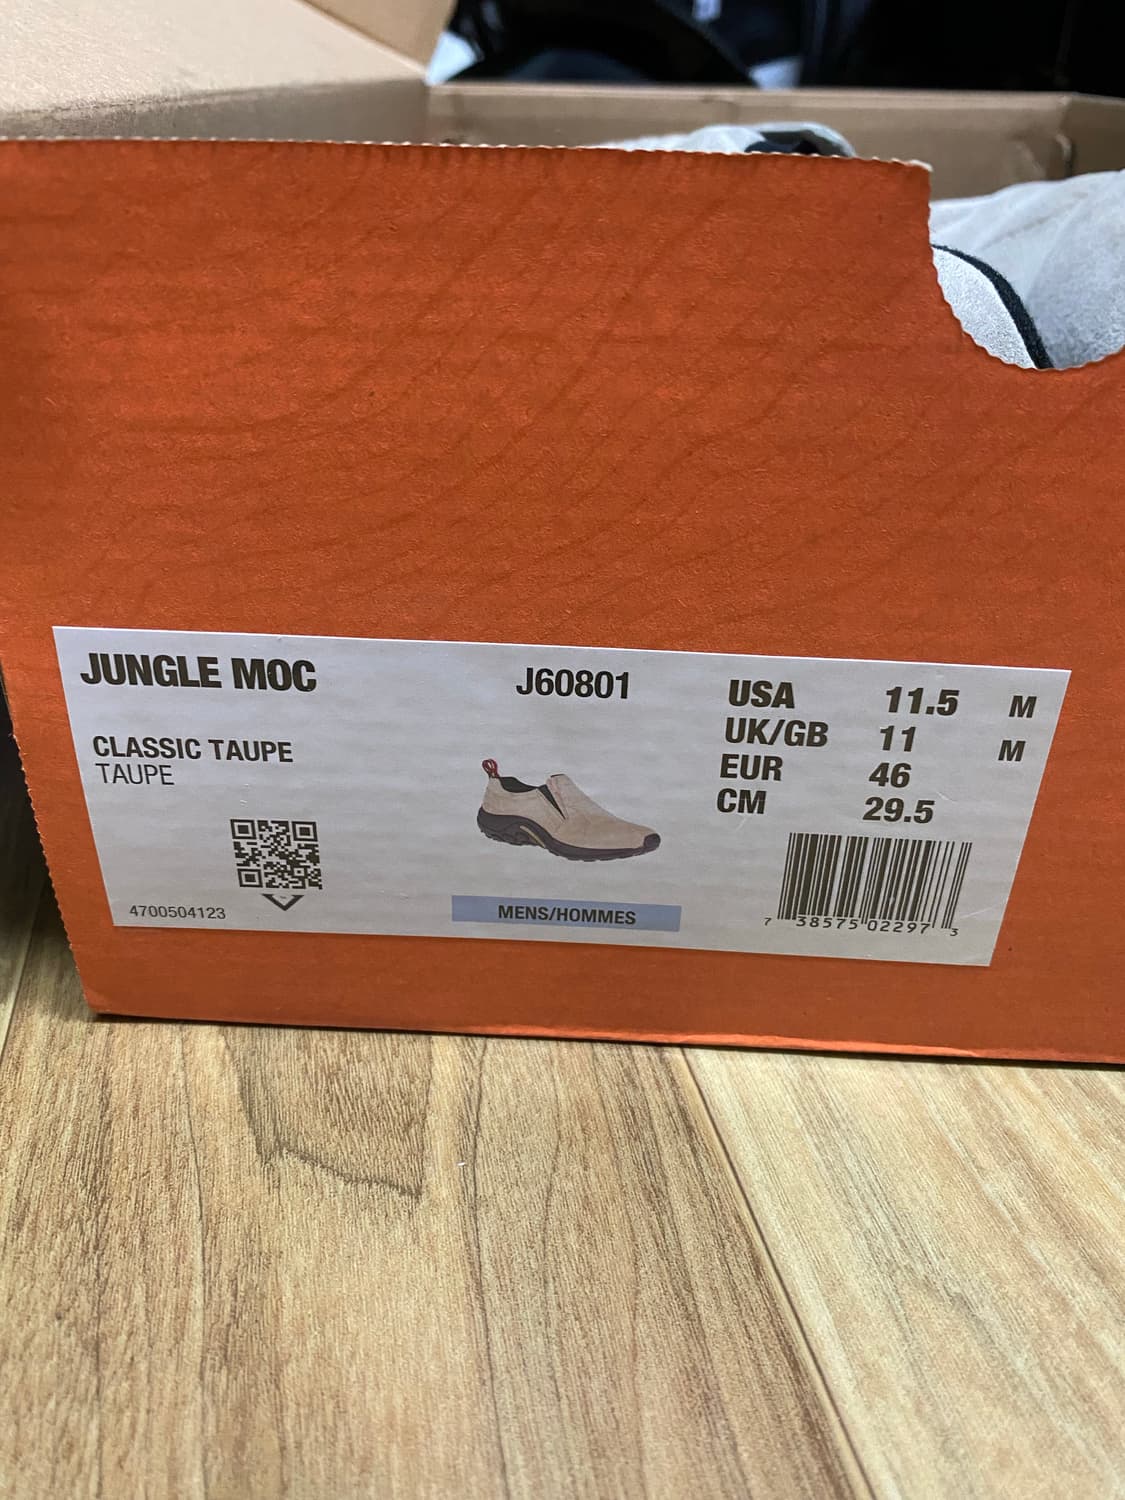 JUNGLE MOC
J60801
CLASSIC TAUPE
TAUPE
4700504123
MENS/HOMMES
USA 11.5 M
UK/GB 11 M
EUR 46
CM 29.5
7 38575 02297 3